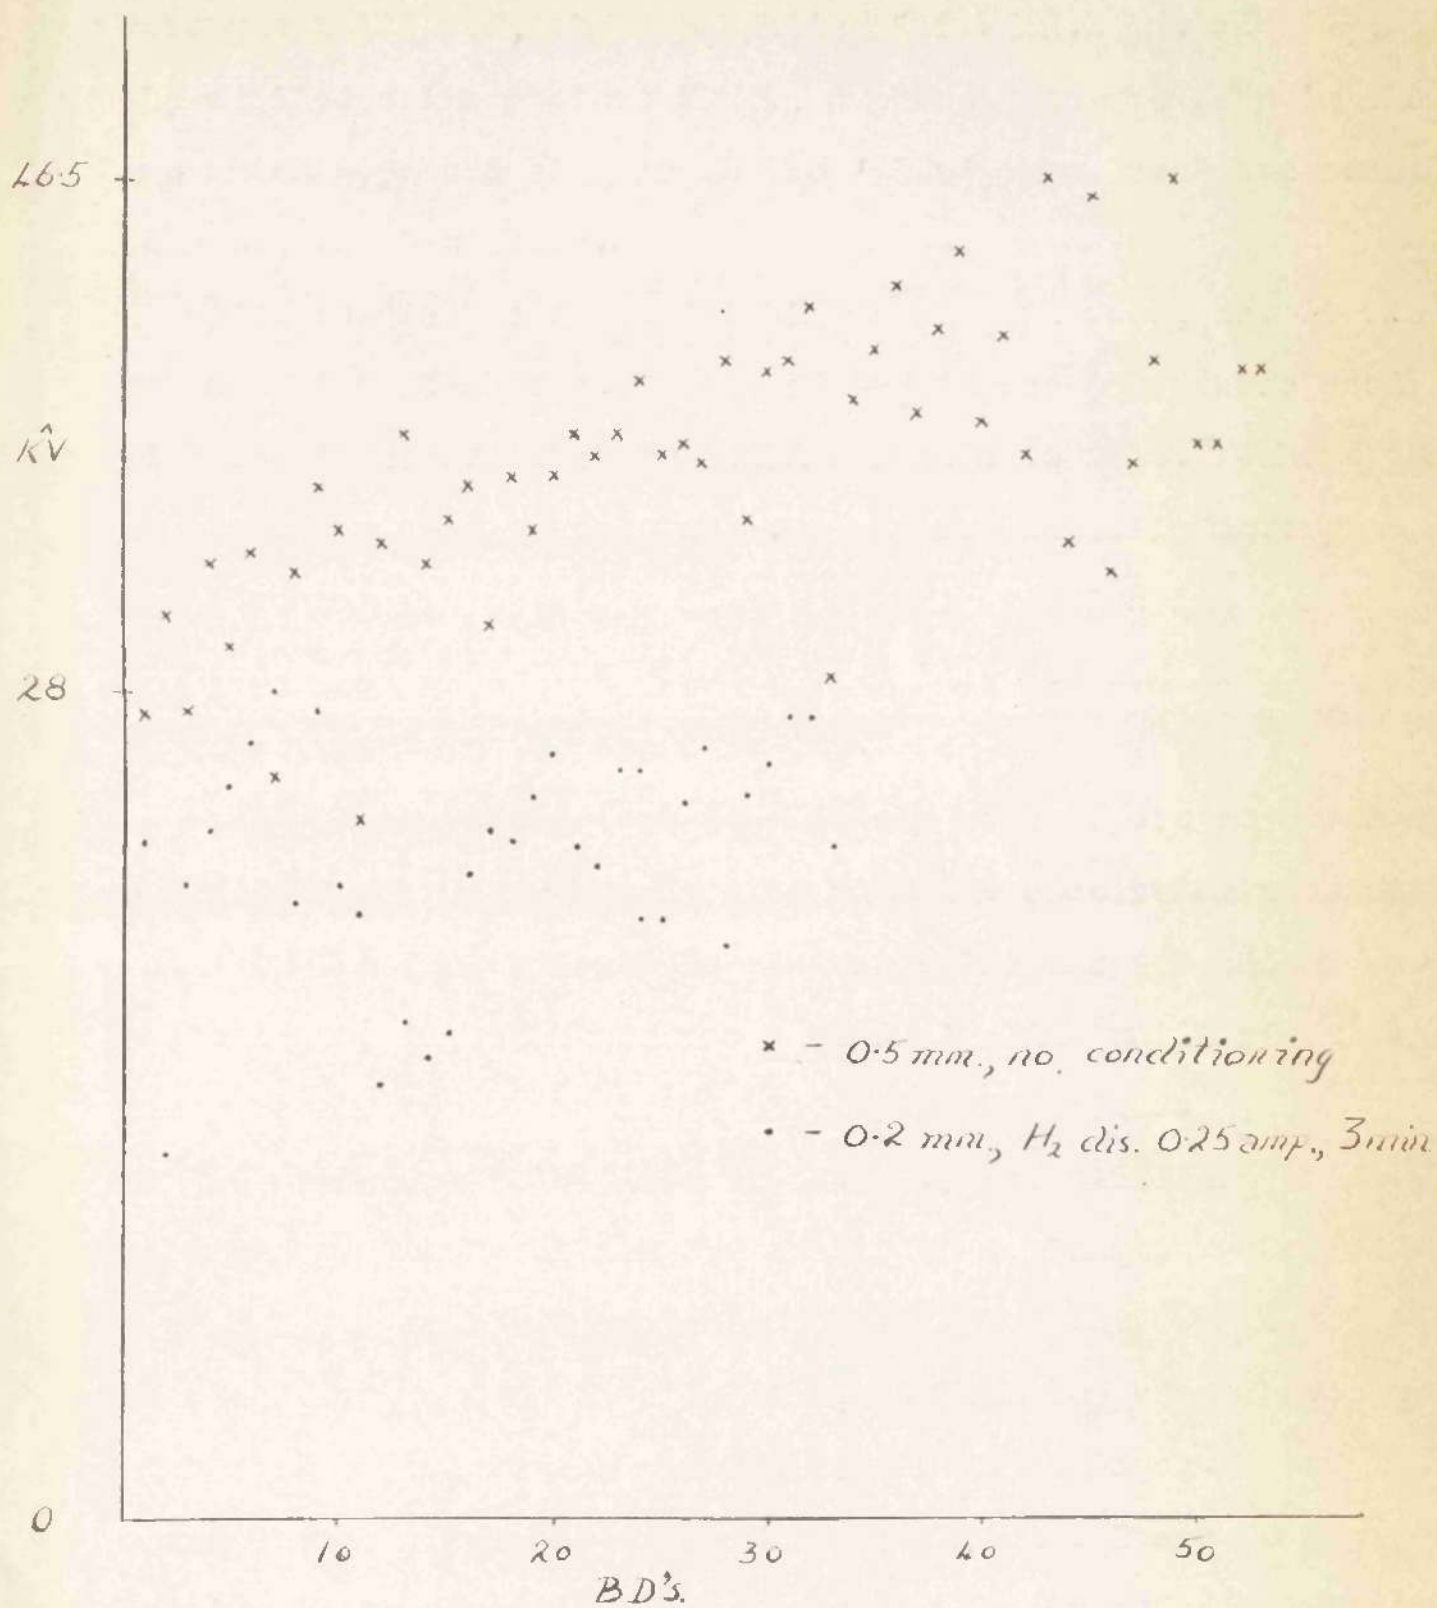 46·5
K̂V
28
0
10 20 30 40 50
BD's.
x - 0·5 mm., no conditioning
• - 0·2 mm, H₂ dis. 0·25 amp., 3 min